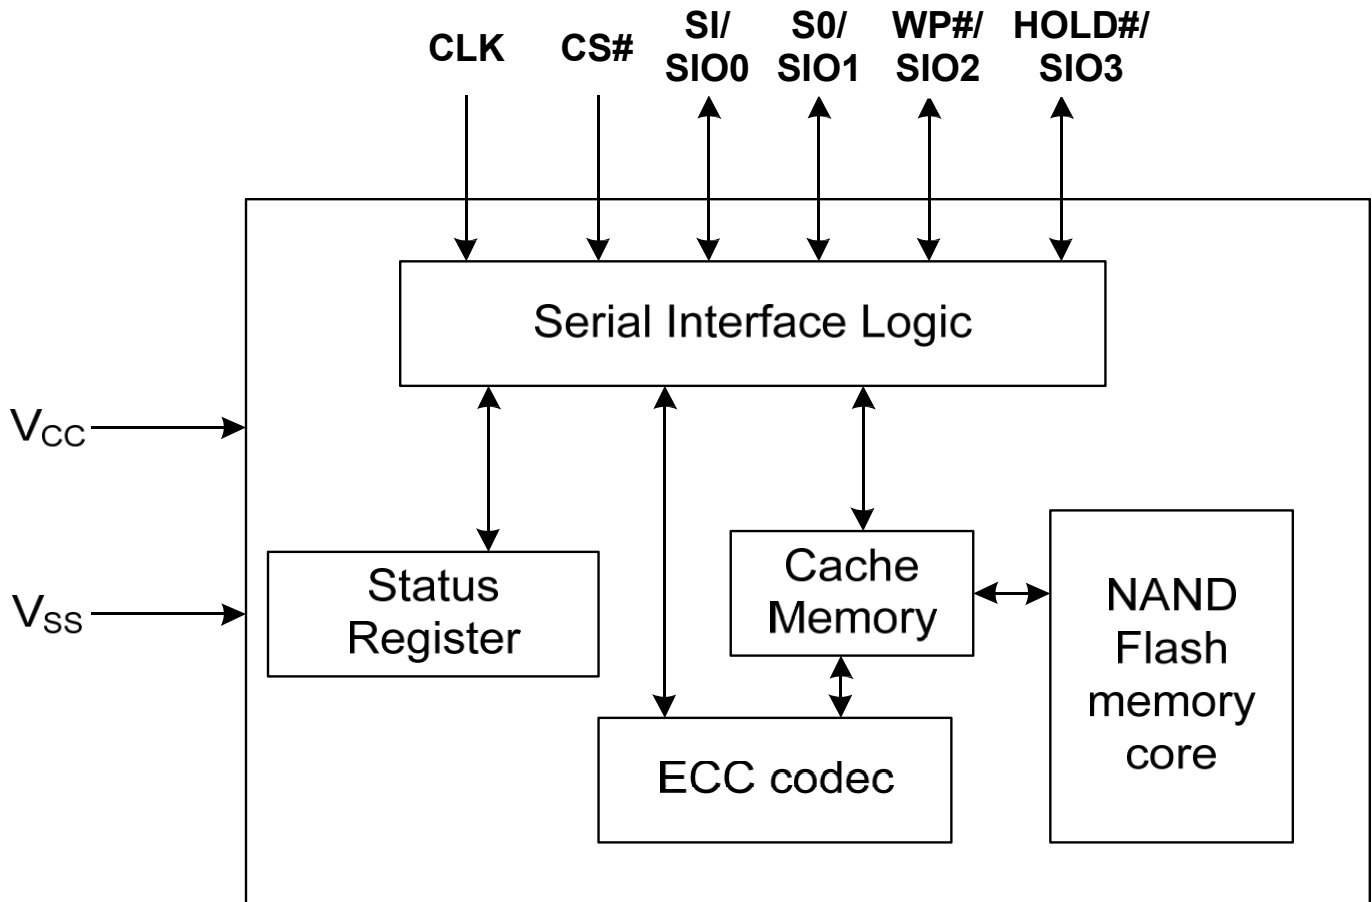 CLK
CS#
SI/
SIO0
S0/
SIO1
WP#/
SIO2
HOLD#/
SIO3
Serial Interface Logic
VCC
VSS
Status
Register
Cache
Memory
NAND
Flash
memory
core
ECC codec